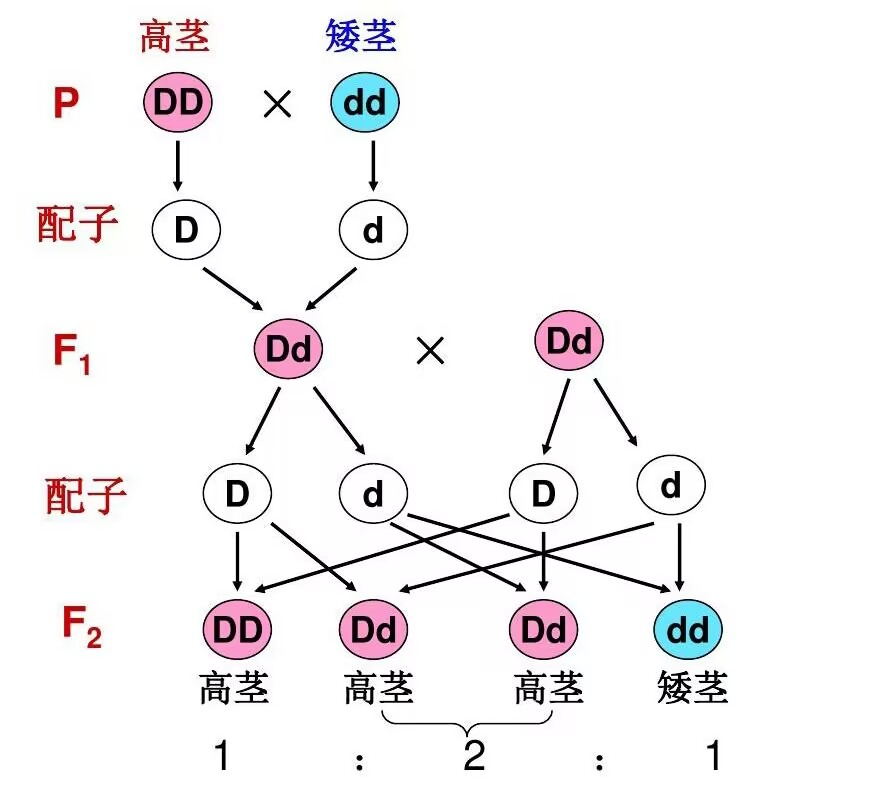 高茎 矮茎
P DD × dd
配子 D d
F1 Dd × Dd
配子 D d D d
F2 DD Dd Dd dd
高茎 高茎 高茎 矮茎
1 : 2 : 1